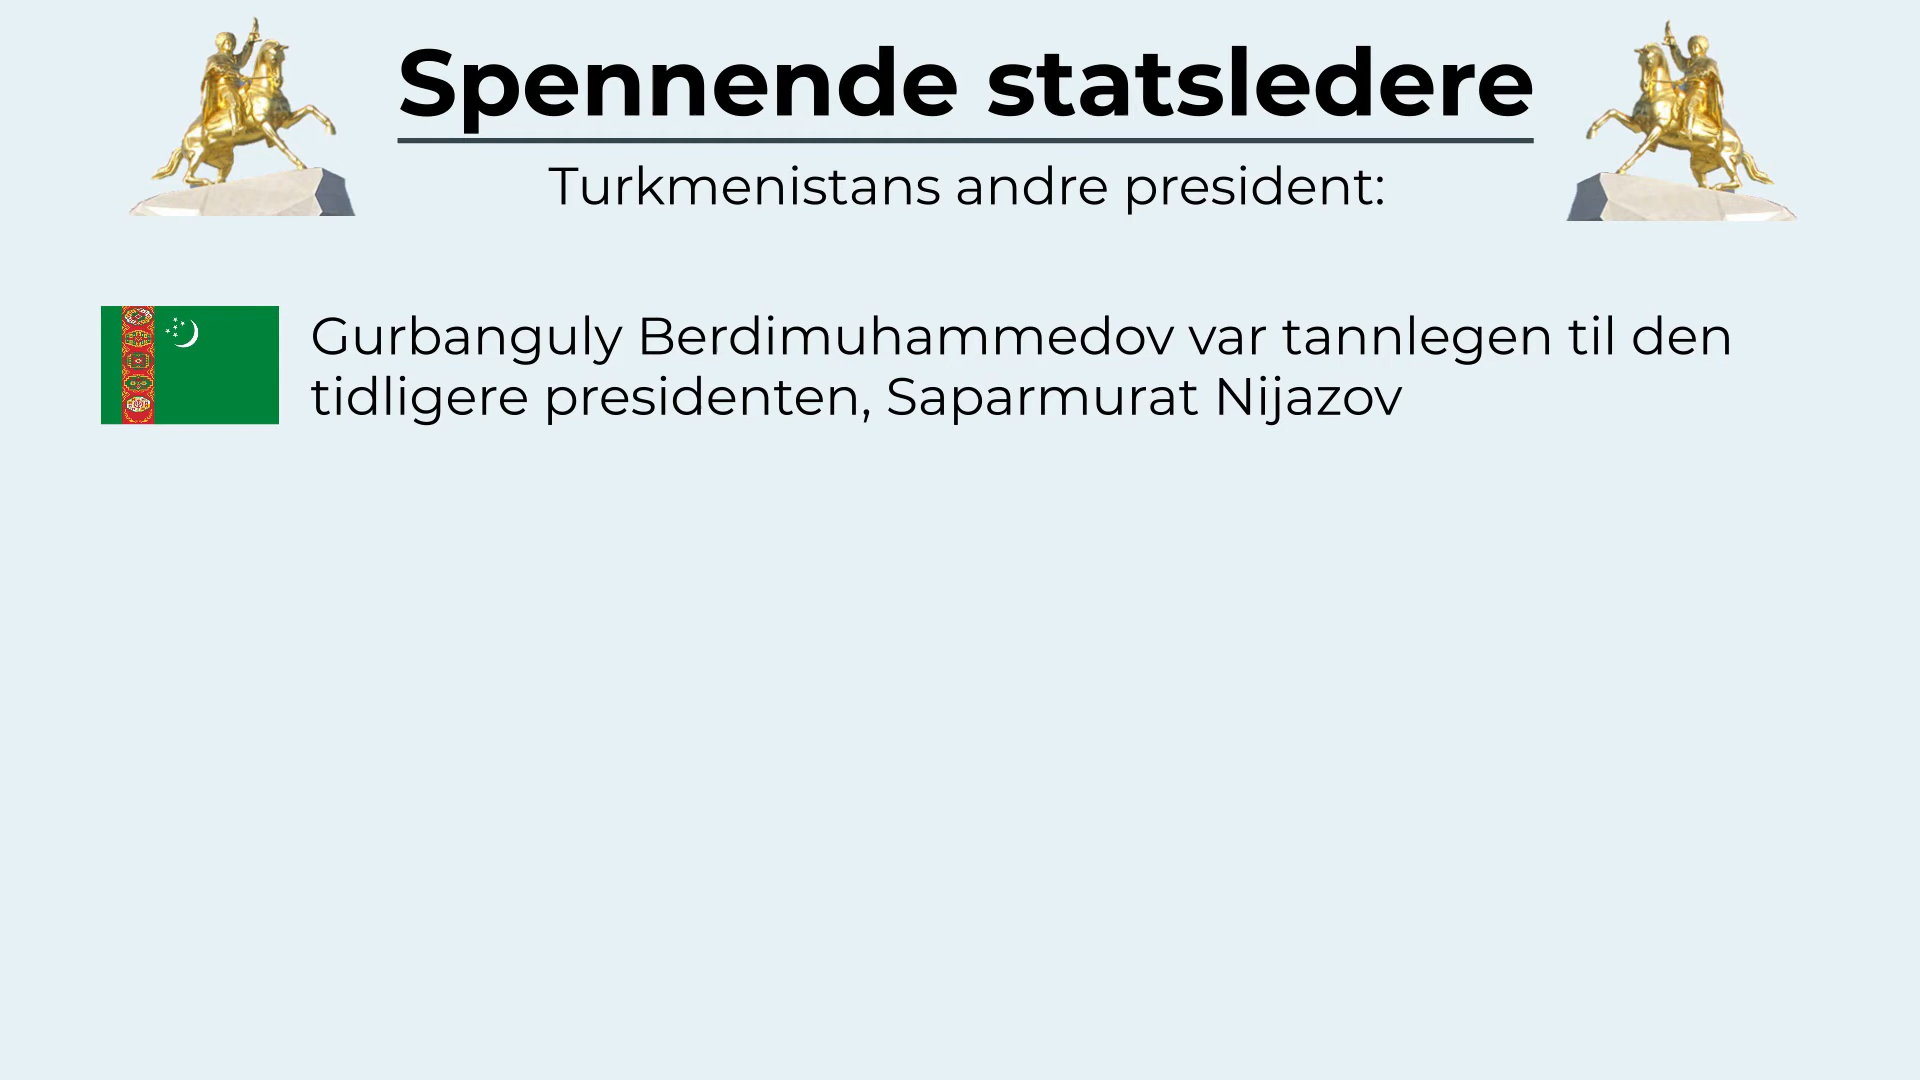 Spennende statsledere
Turkmenistans andre president:
Gurbanguly Berdimuhammedov var tannlegen til den
tidligere presidenten, Saparmurat Nijazov